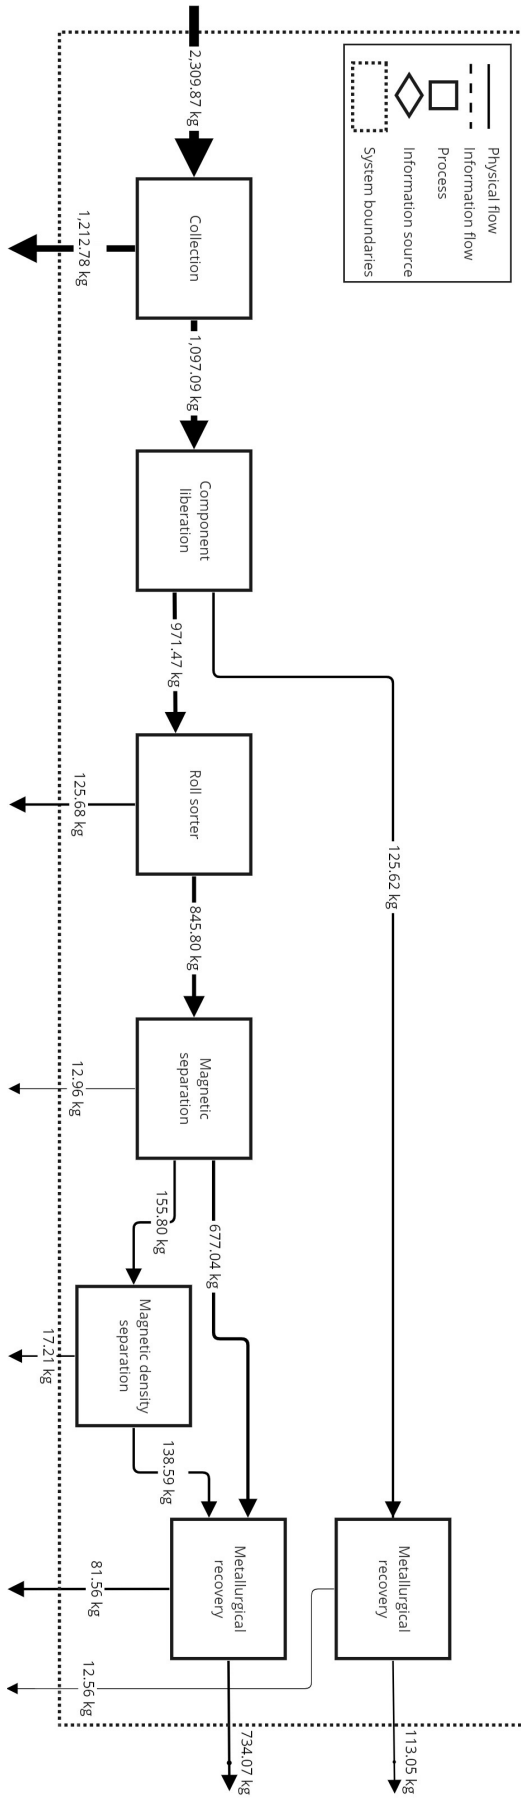 Physical flow
Information flow
Process
Information source
System boundaries
2,309.87 kg
Collection
1,212.78 kg
1,097.09 kg
Component
liberation
971.47 kg
125.62 kg
Roll sorter
125.68 kg
845.80 kg
Magnetic
separation
12.96 kg
677.04 kg
155.80 kg
Magnetic density
separation
17.21 kg
138.59 kg
Metallurgical
recovery
113.05 kg
12.56 kg
Metallurgical
recovery
734.07 kg
81.56 kg